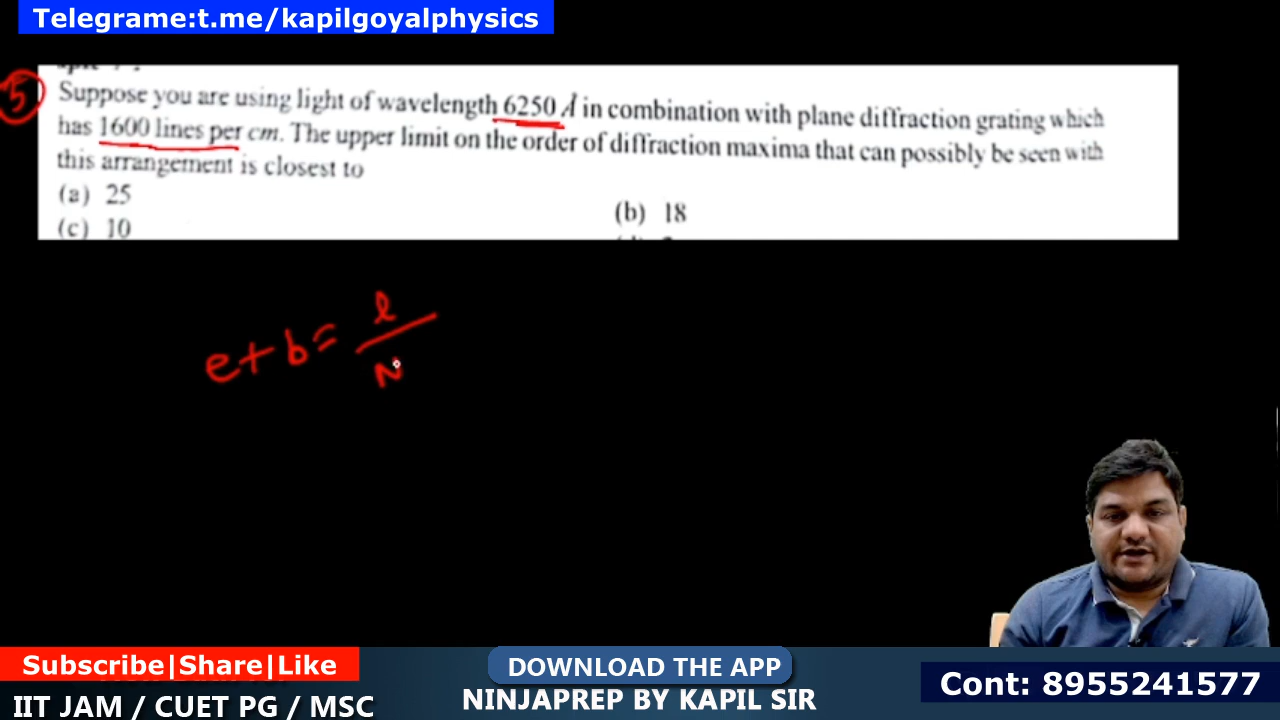 Telegrame:t.me/kapilgoyalphysics
5
Suppose you are using light of wavelength 6250 Å in combination with plane diffraction grating which
has 1600 lines per cm. The upper limit on the order of diffraction maxima that can possibly be seen with
this arrangement is closest to
(a) 25
(b) 18
(c) 10
e+b= l
N
Subscribe|Share|Like
DOWNLOAD THE APP
Cont: 8955241577
IIT JAM / CUET PG / MSC
NINJAPREP BY KAPIL SIR